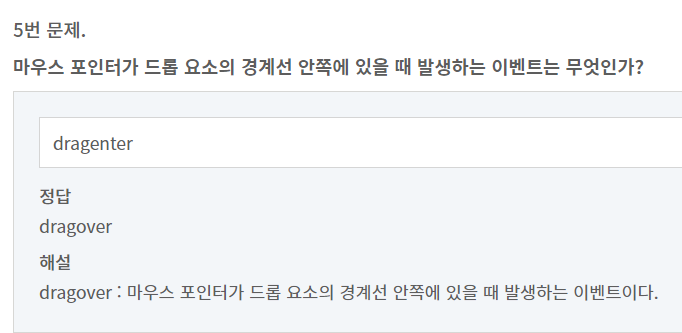 5번 문제.
마우스 포인터가 드롭 요소의 경계선 안쪽에 있을 때 발생하는 이벤트는 무엇인가?
dragenter
정답
dragover
해설
dragover : 마우스 포인터가 드롭 요소의 경계선 안쪽에 있을 때 발생하는 이벤트이다.